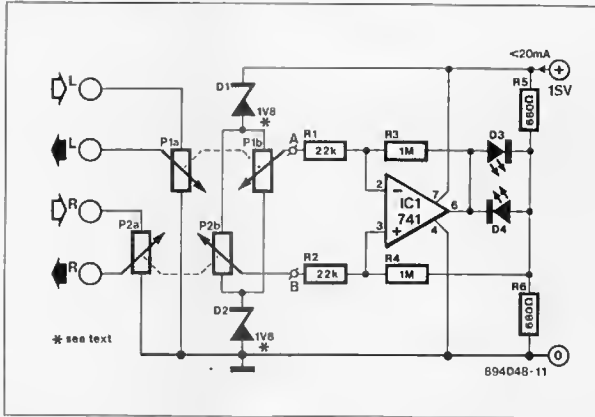 <20mA
R5
15V
680Ω
D1
1V8
*
L
P1a
P1b
A
R1
22k
R3
1M
D3
L
2
7
IC1
6
741
3
4
D4
R
P2a
P2b
B
R2
22k
R4
1M
R6
680Ω
R
D2
1V8
*
* see text
0
894048-11